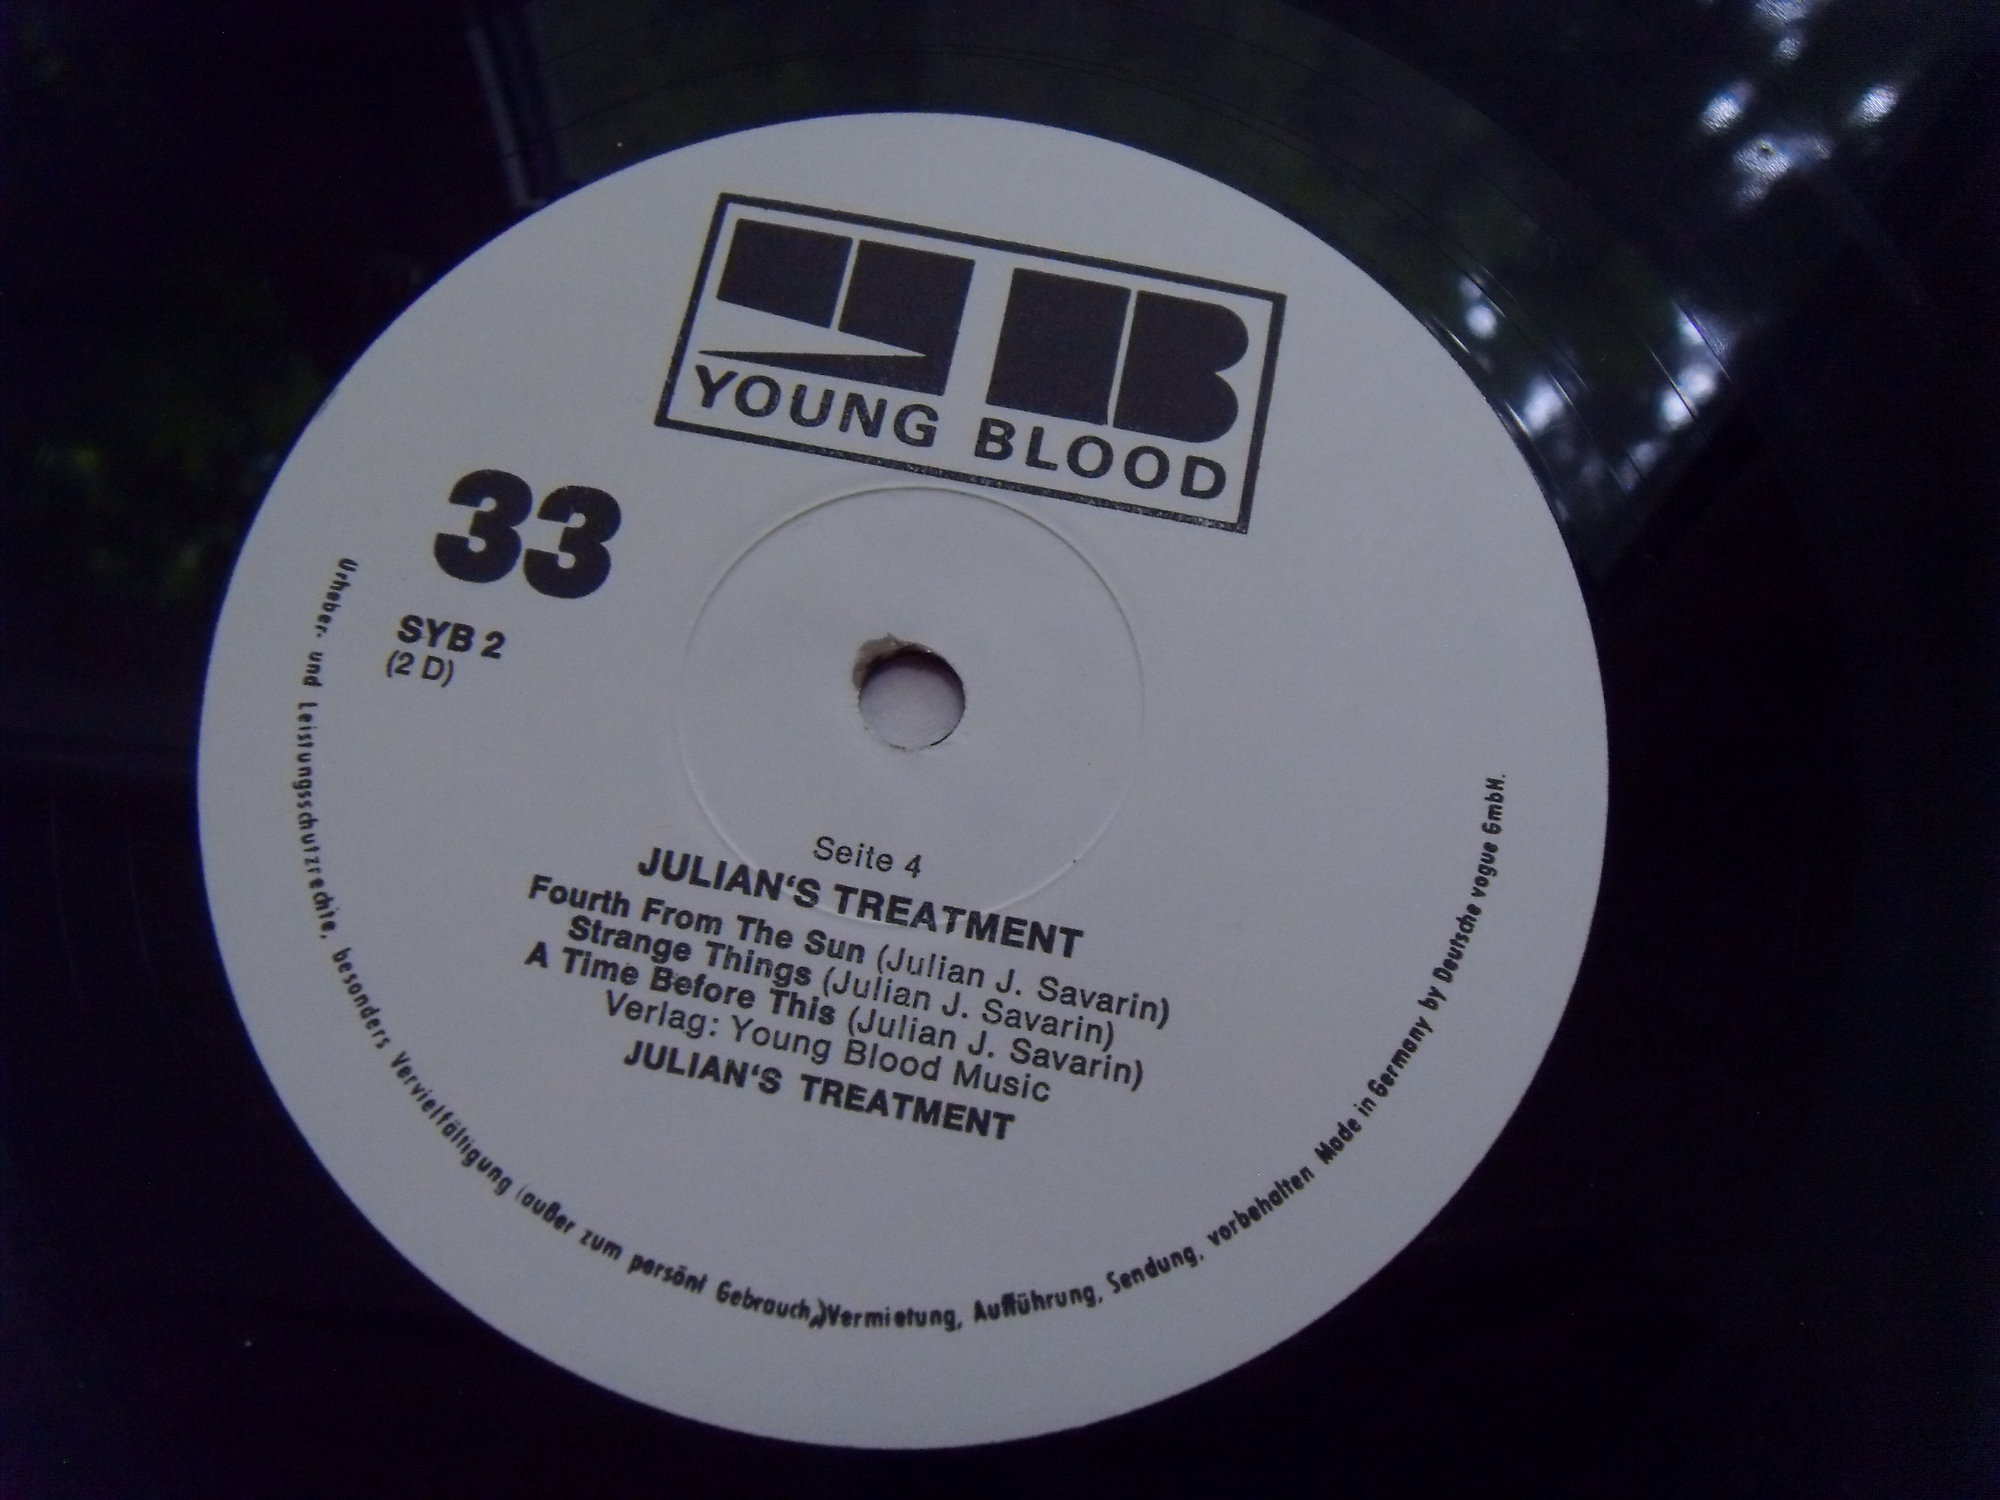 YB
YOUNG BLOOD
33
SYB 2
(2 D)
Seite 4
JULIAN‘S TREATMENT
Fourth From The Sun (Julian J. Savarin)
Strange Things (Julian J. Savarin)
A Time Before This (Julian J. Savarin)
Verlag: Young Blood Music
JULIAN‘S TREATMENT
Urheber- und Leistungsschutzrechte, besonders Vervielfältigung (außer zum persönl Gebrauch,) Vermietung, Aufführung, Sendung, vorbehalten Made in Germany by Deutsche vogue GmbH.